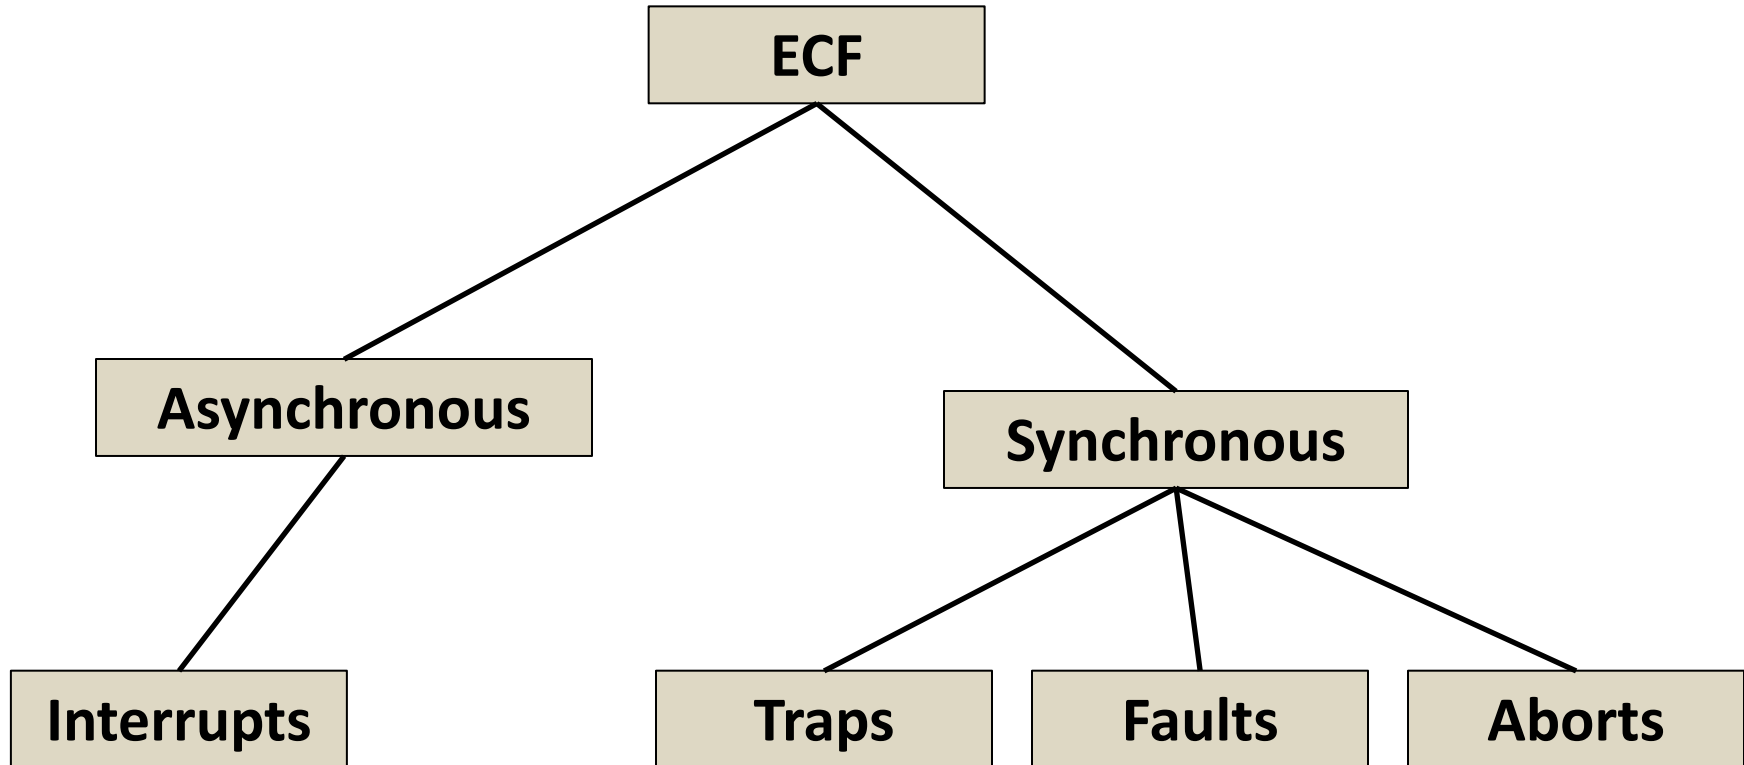 ECF
Asynchronous
Synchronous
Interrupts
Traps
Faults
Aborts